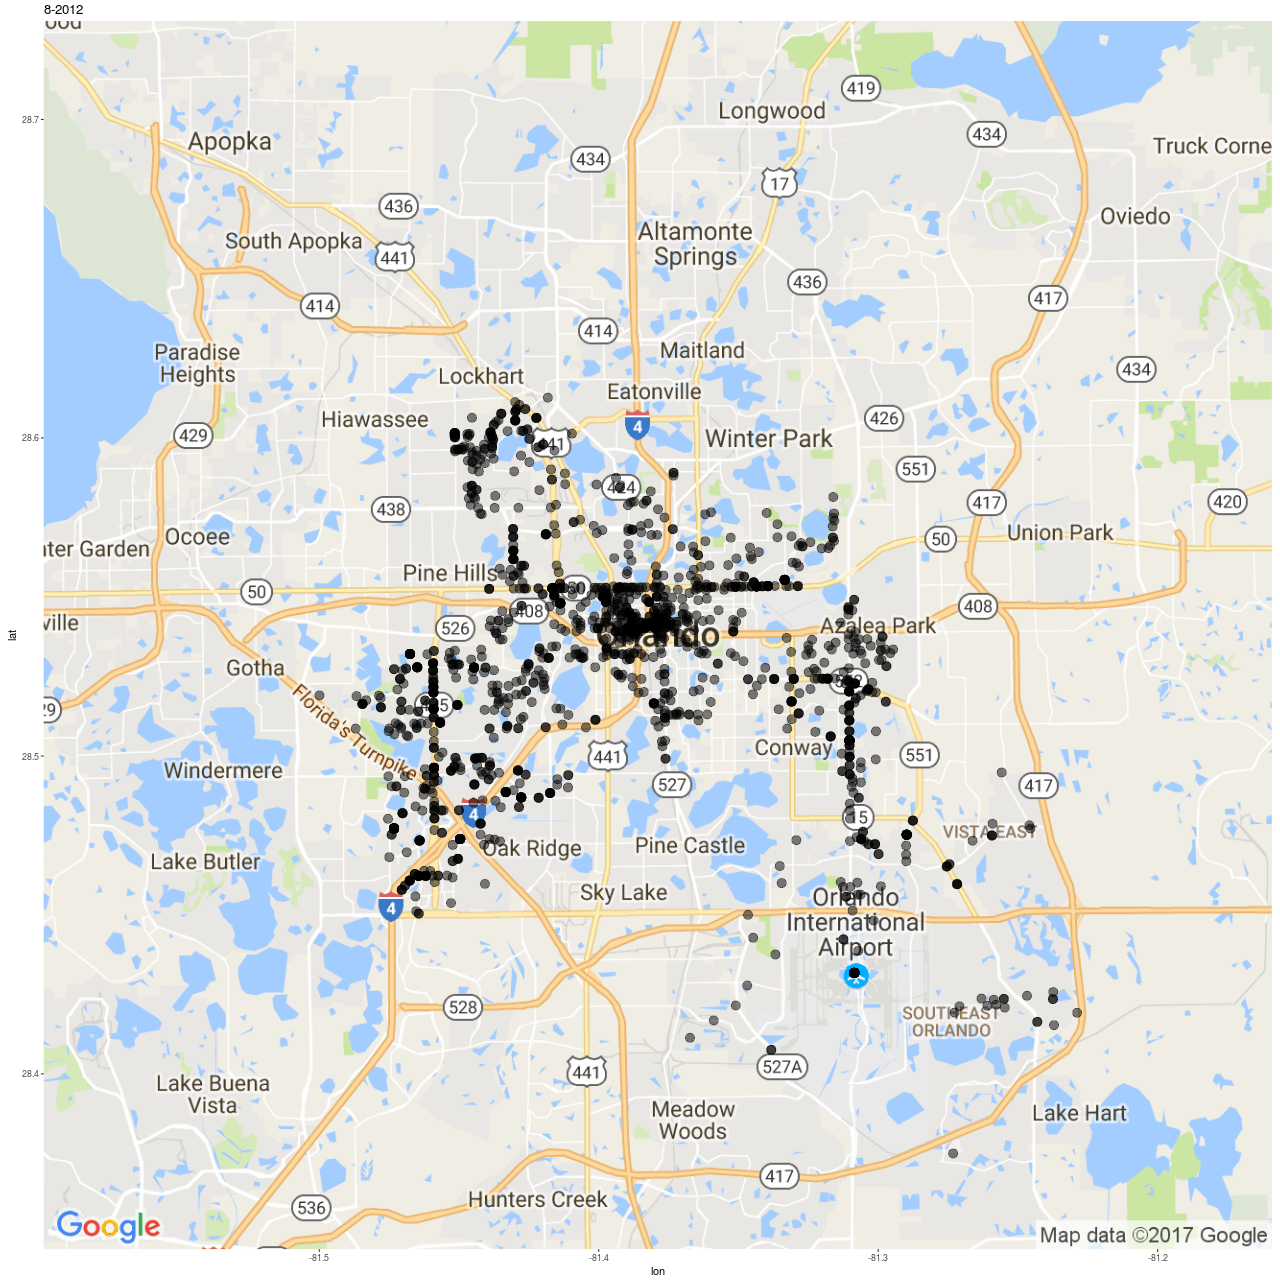 8-2012
ood
419
Longwood
434
Apopka
Truck Corne
434
17
436
Oviedo
South Apopka
Altamonte
Springs
441
436
417
414
414
Paradise
Heights
Maitland
434
Lockhart
Eatonville
Hiawassee
426
4
429
441
Winter Park
551
424
417
420
438
Ocoee
Union Park
50
ater Garden
Pine Hills
50
50
408
408
ville
526
Azalea Park
Orlando
Gotha
Florida's Turnpike
29
Conway
441
551
Windermere
527
417
4
15
VISTA EAST
Oak Ridge
Pine Castle
Lake Butler
Sky Lake
4
Orlando
International
Airport
528
SOUTHEAST
ORLANDO
527A
441
Lake Buena
Vista
Meadow
Woods
Lake Hart
417
Hunters Creek
536
Google
Map data ©2017 Google
28.7
28.6
28.5
28.4
lat
-81.5
-81.4
-81.3
-81.2
lon